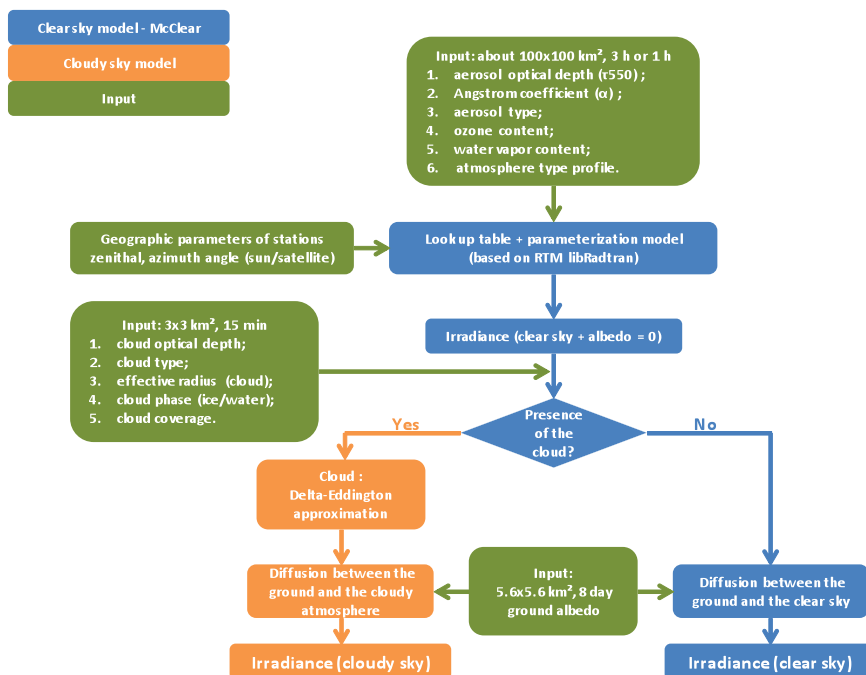 Clear sky model - McClear
Cloudy sky model
Input
Input: about 100x100 km², 3 h or 1 h
1. aerosol optical depth (τ550) ;
2. Angstrom coefficient (α) ;
3. aerosol type;
4. ozone content;
5. water vapor content;
6. atmosphere type profile.
Geographic parameters of stations
zenithal, azimuth angle (sun/satellite)
Look up table + parameterization model
(based on RTM libRadtran)
Input: 3x3 km², 15 min
1. cloud optical depth;
2. cloud type;
3. effective radius (cloud);
4. cloud phase (ice/water);
5. cloud coverage.
Irradiance (clear sky + albedo = 0)
Presence
of the
cloud?
Yes
No
Cloud :
Delta-Eddington
approximation
Diffusion between the
ground and the cloudy
atmosphere
Input:
5.6x5.6 km², 8 day
ground albedo
Diffusion between the
ground and the clear sky
Irradiance (cloudy sky)
Irradiance (clear sky)